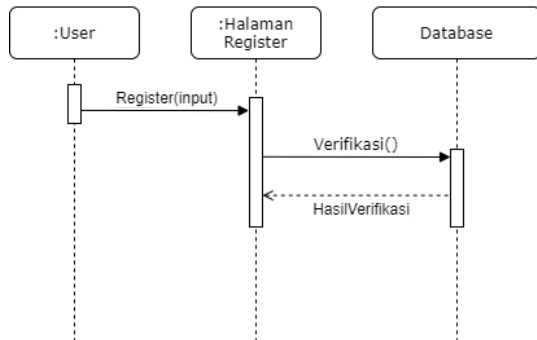 :User
:Halaman
Register
Database
Register(input)
Verifikasi()
HasilVerifikasi